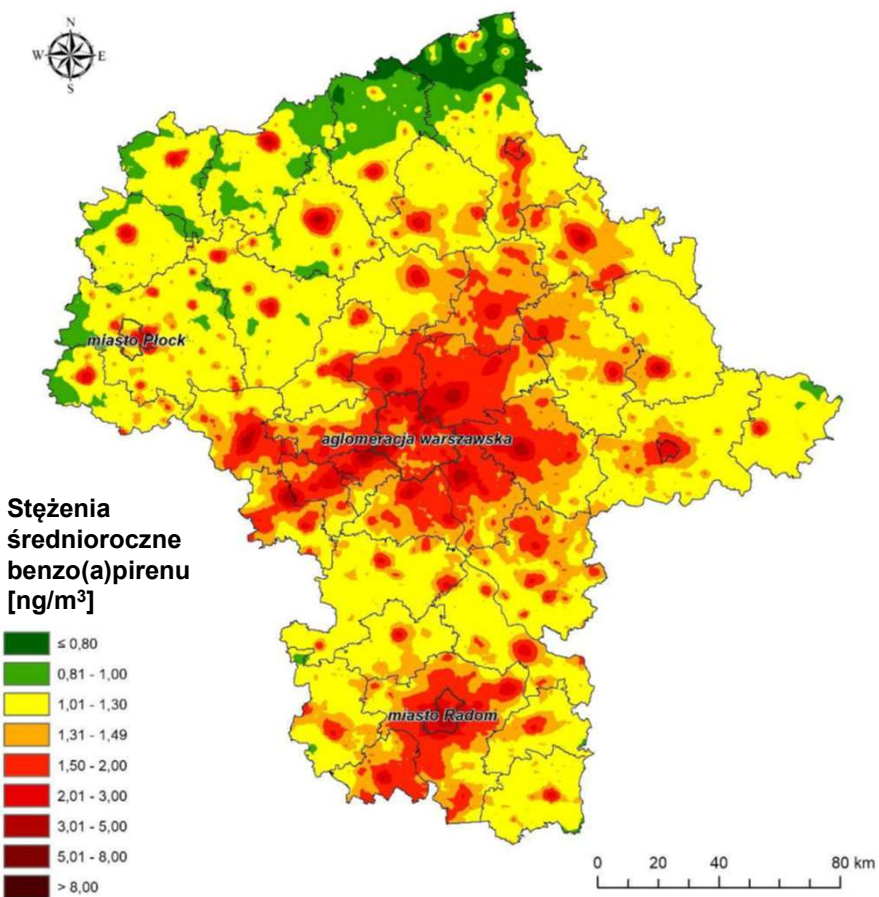 N
W E
S
miasto Płock
aglomeracja warszawska
miasto Radom
Stężenia
średnioroczne
benzo(a)pirenu
[ng/m³]
≤ 0,80
0,81 - 1,00
1,01 - 1,30
1,31 - 1,49
1,50 - 2,00
2,01 - 3,00
3,01 - 5,00
5,01 - 8,00
> 8,00
0 20 40 80 km